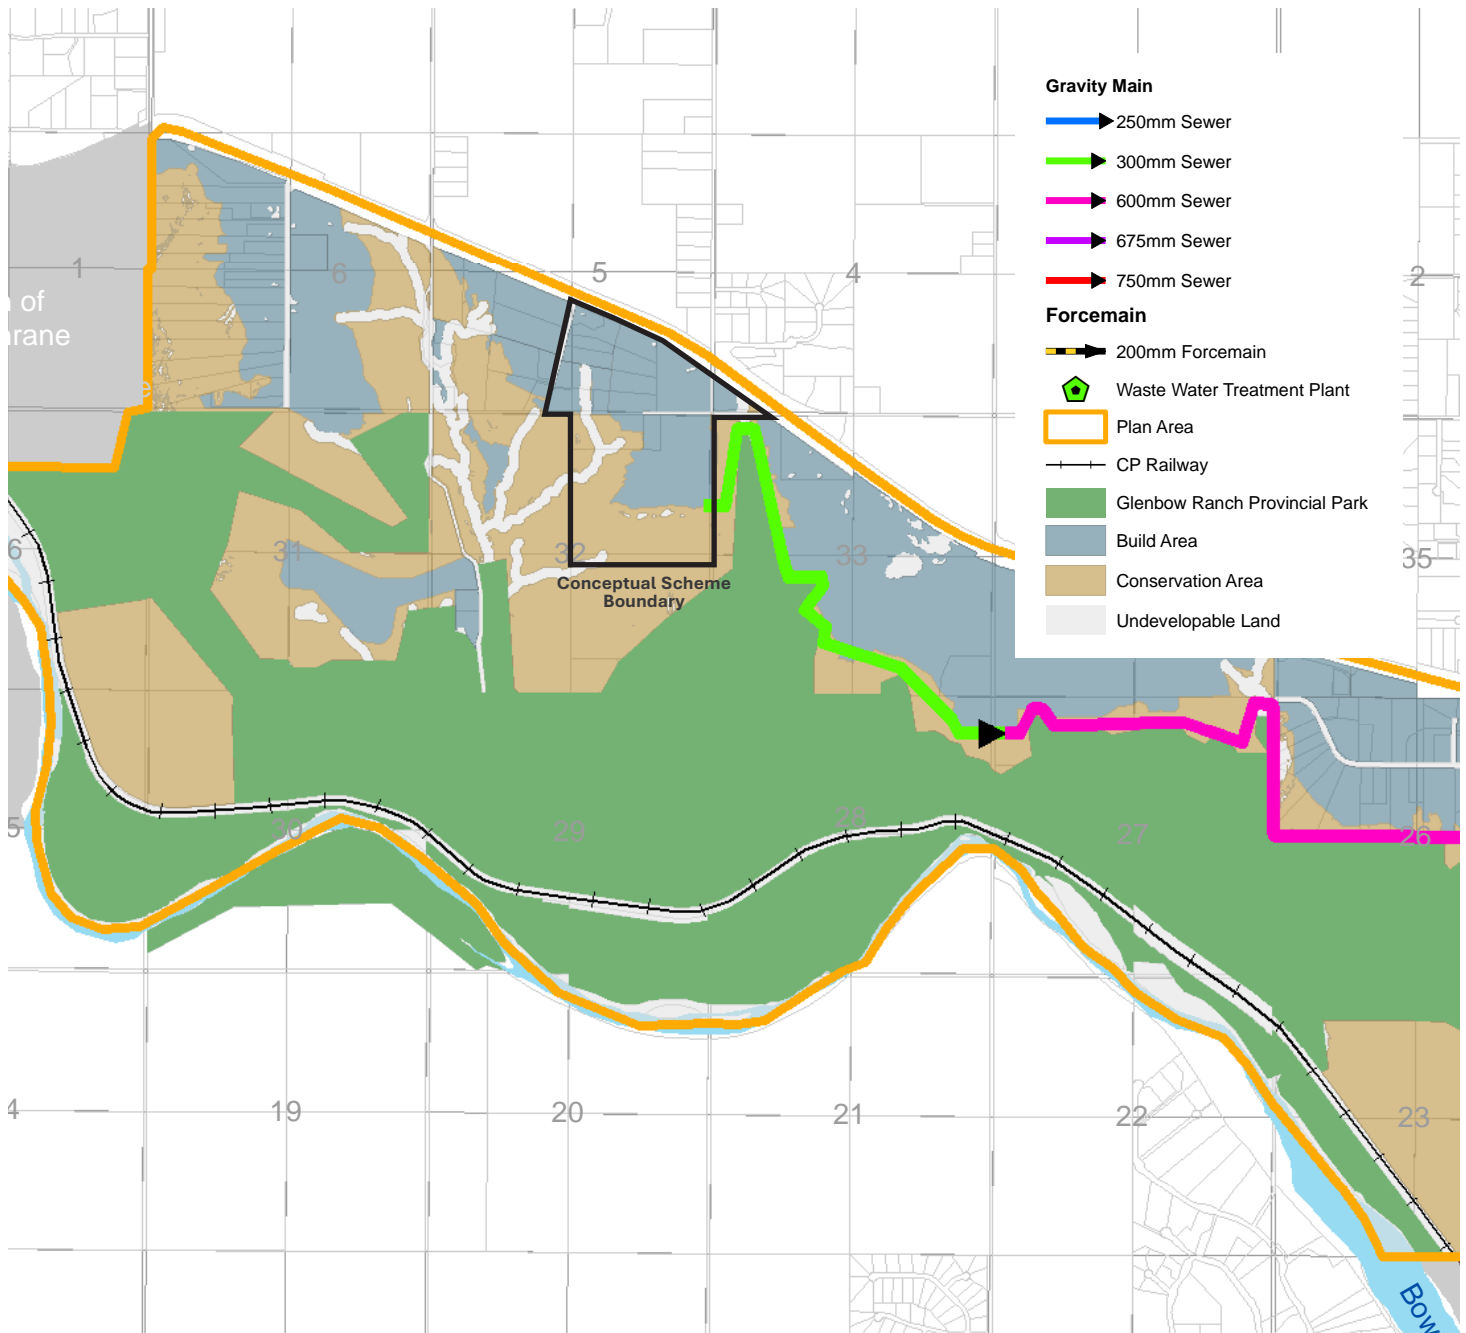 Gravity Main
250mm Sewer
300mm Sewer
600mm Sewer
675mm Sewer
750mm Sewer
Forcemain
200mm Forcemain
Waste Water Treatment Plant
Plan Area
CP Railway
Glenbow Ranch Provincial Park
Build Area
Conservation Area
Undevelopable Land
1
6
5
4
2
n of
hrane
e
6
31
32
33
35
Conceptual Scheme
Boundary
5
30
29
28
27
26
4
19
20
21
22
23
Bow